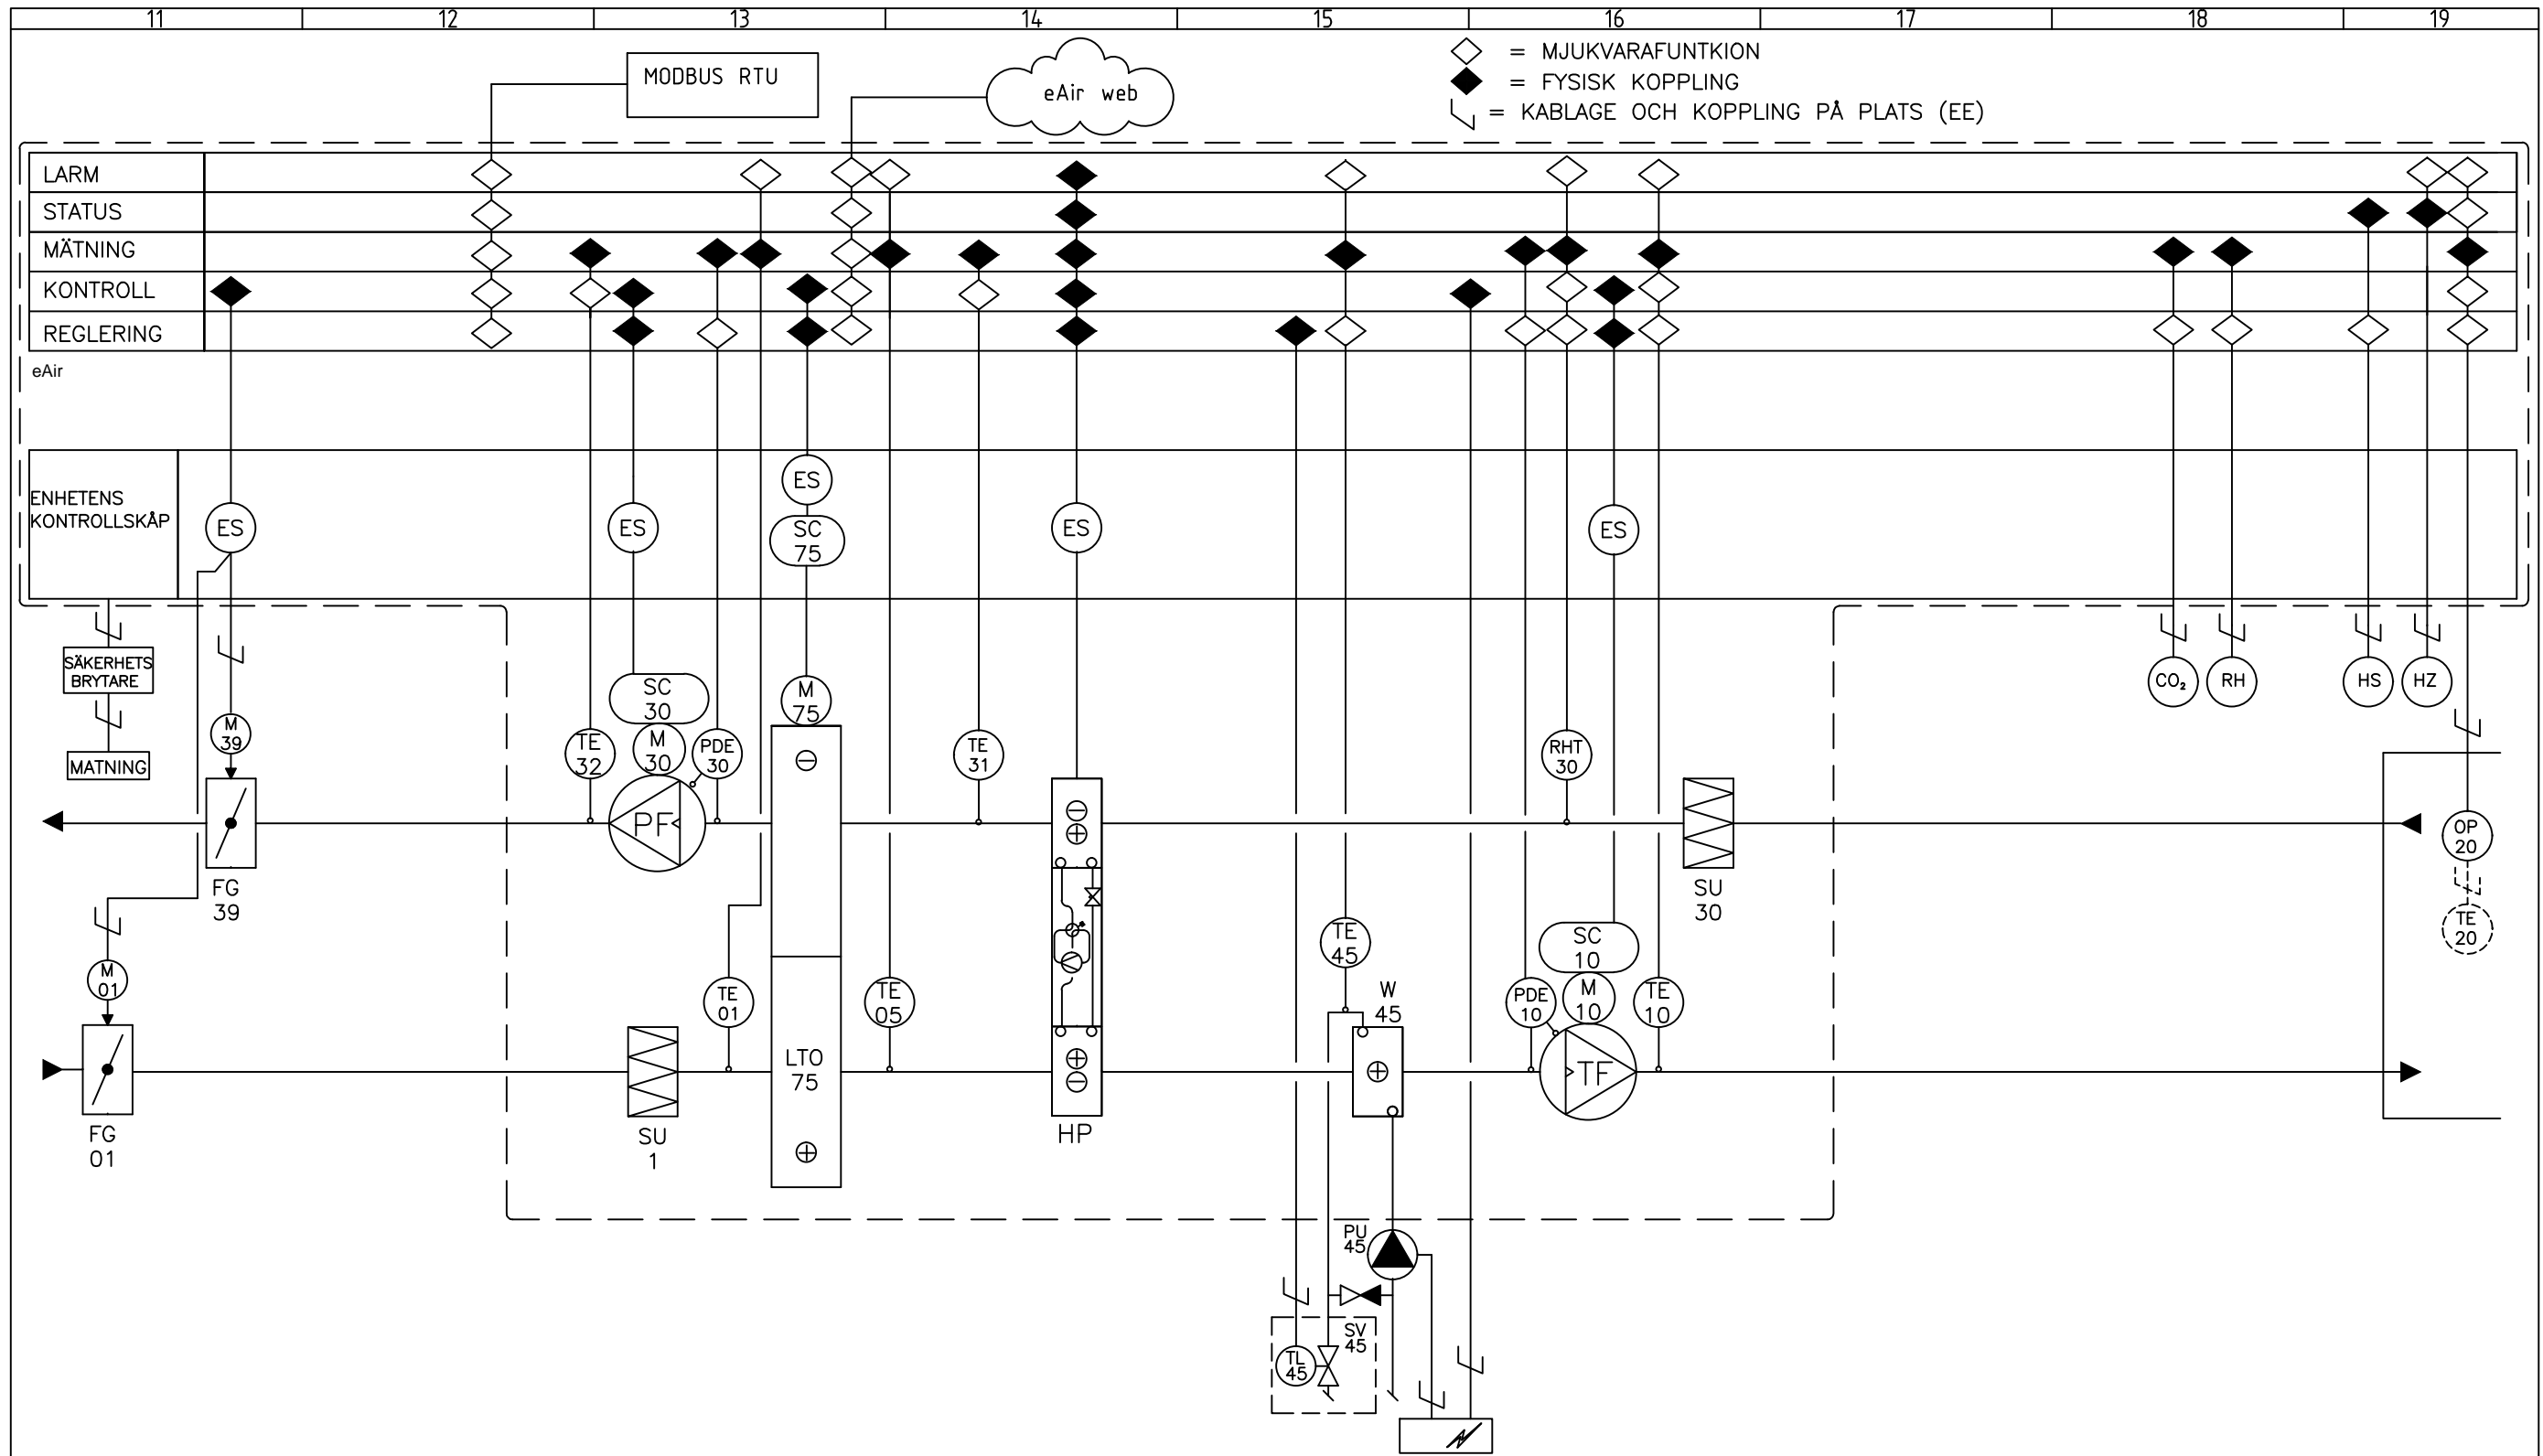 11 12 13 14 15 16 17 18 19
MODBUS RTU
eAir web
= MJUKVARAFUNTKION
= FYSISK KOPPLING
= KABLAGE OCH KOPPLING PÅ PLATS (EE)
LARM
STATUS
MÄTNING
KONTROLL
REGLERING
eAir
ENHETENS
KONTROLLSKÅP
ES
ES
ES
SC
75
ES
ES
SÄKERHETS
BRYTARE
MATNING
M
39
FG
39
M
01
FG
01
TE
32
SC
30
M
30
PDE
30
PF
M
75
TE
31
RHT
30
SU
30
CO₂
RH
HS
HZ
OP
20
TE
20
SU
1
TE
01
LTO
75
TE
05
HP
TE
45
W
45
PDE
10
SC
10
M
10
TE
10
TF
PU
45
SV
45
TL
45